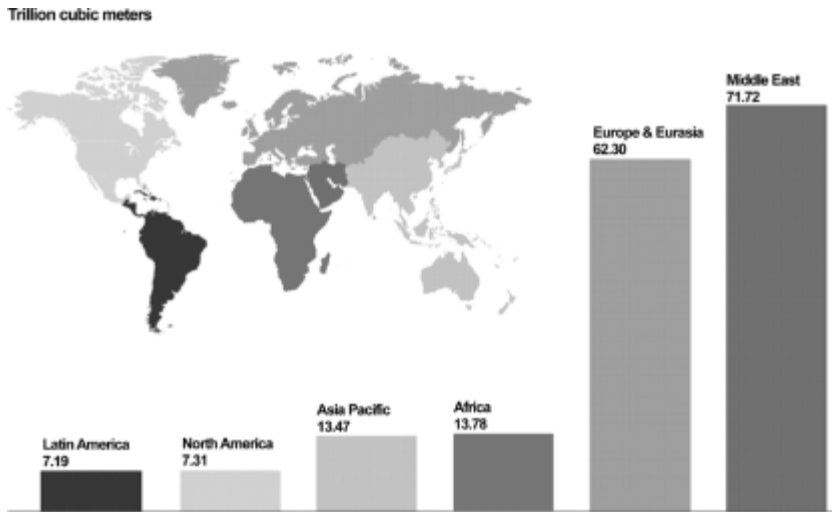 Trillion cubic meters
Middle East
71.72
Europe & Eurasia
62.30
Asia Pacific
13.47
Africa
13.78
Latin America
7.19
North America
7.31